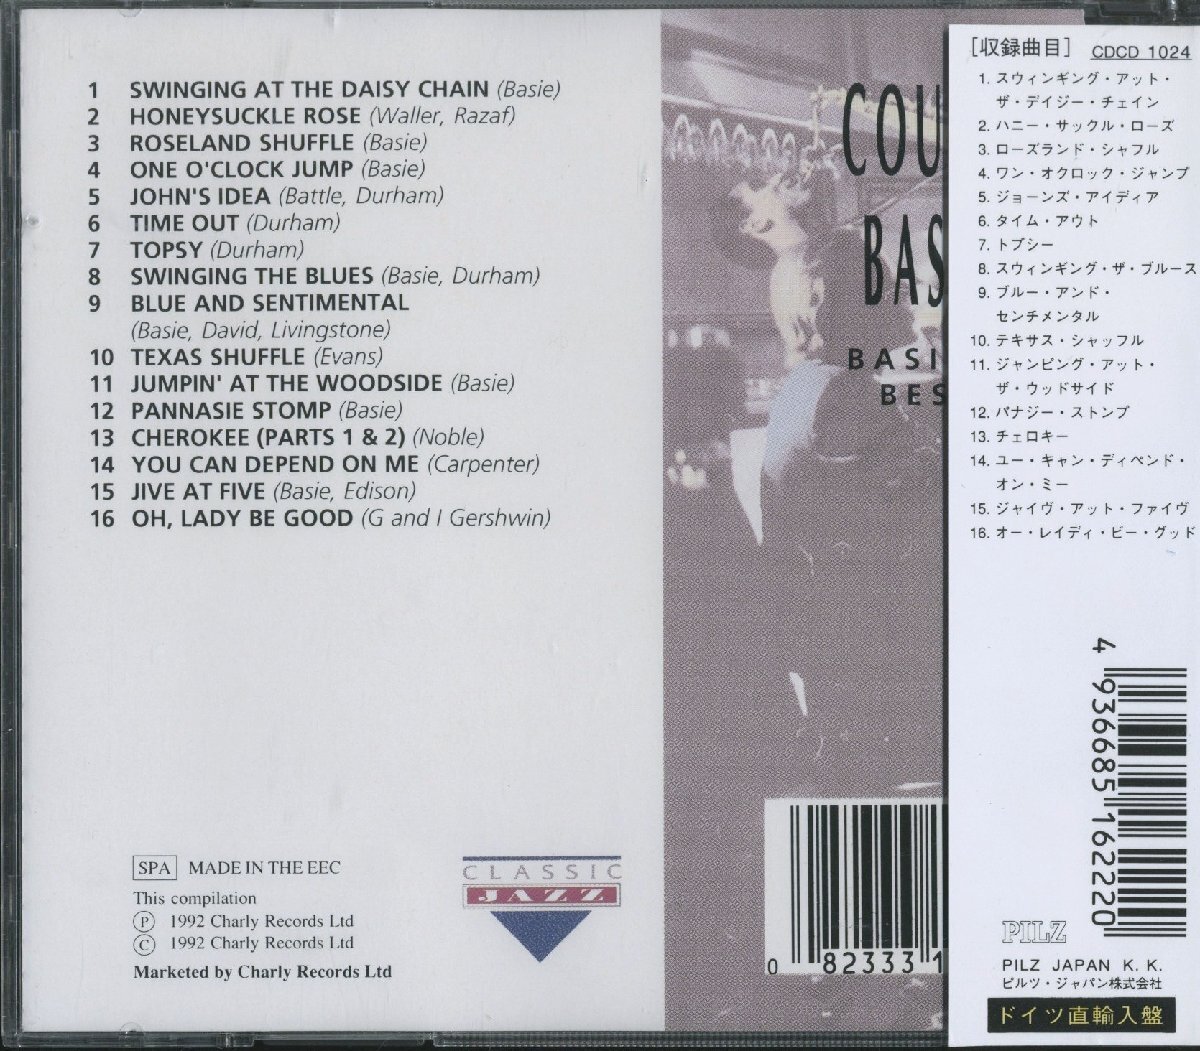 1 SWINGING AT THE DAISY CHAIN (Basie)
2 HONEYSUCKLE ROSE (Waller, Razaf)
3 ROSELAND SHUFFLE (Basie)
4 ONE O'CLOCK JUMP (Basie)
5 JOHN'S IDEA (Battle, Durham)
6 TIME OUT (Durham)
7 TOPSY (Durham)
8 SWINGING THE BLUES (Basie, Durham)
9 BLUE AND SENTIMENTAL
(Basie, David, Livingstone)
10 TEXAS SHUFFLE (Evans)
11 JUMPIN' AT THE WOODSIDE (Basie)
12 PANNASIE STOMP (Basie)
13 CHEROKEE (PARTS 1 & 2) (Noble)
14 YOU CAN DEPEND ON ME (Carpenter)
15 JIVE AT FIVE (Basie, Edison)
16 OH, LADY BE GOOD (G and I Gershwin)
SPA MADE IN THE EEC
This compilation
Ⓟ 1992 Charly Records Ltd
Ⓒ 1992 Charly Records Ltd
Marketed by Charly Records Ltd
CLASSIC
JAZZ
COU
BAS
BASI
BES
0 82333 1
[収録曲目] CDCD 1024
1. スウィンギング・アット・
ザ・デイジー・チェイン
2. ハニー・サックル・ローズ
3. ローズランド・シャフル
4. ワン・オクロック・ジャンプ
5. ジョーンズ・アイディア
6. タイム・アウト
7. トプシー
8. スウィンギング・ザ・ブルース
9. ブルー・アンド・
センチメンタル
10. テキサス・シャッフル
11. ジャンピング・アット・
ザ・ウッドサイド
12. パナジー・ストンプ
13. チェロキー
14. ユー・キャン・ディペンド・
オン・ミー
15. ジャイヴ・アット・ファイヴ
16. オー・レイディ・ビー・グッド
4 936685 162220
PILZ
PILZ JAPAN K. K.
ピルツ・ジャパン株式会社
ドイツ直輸入盤